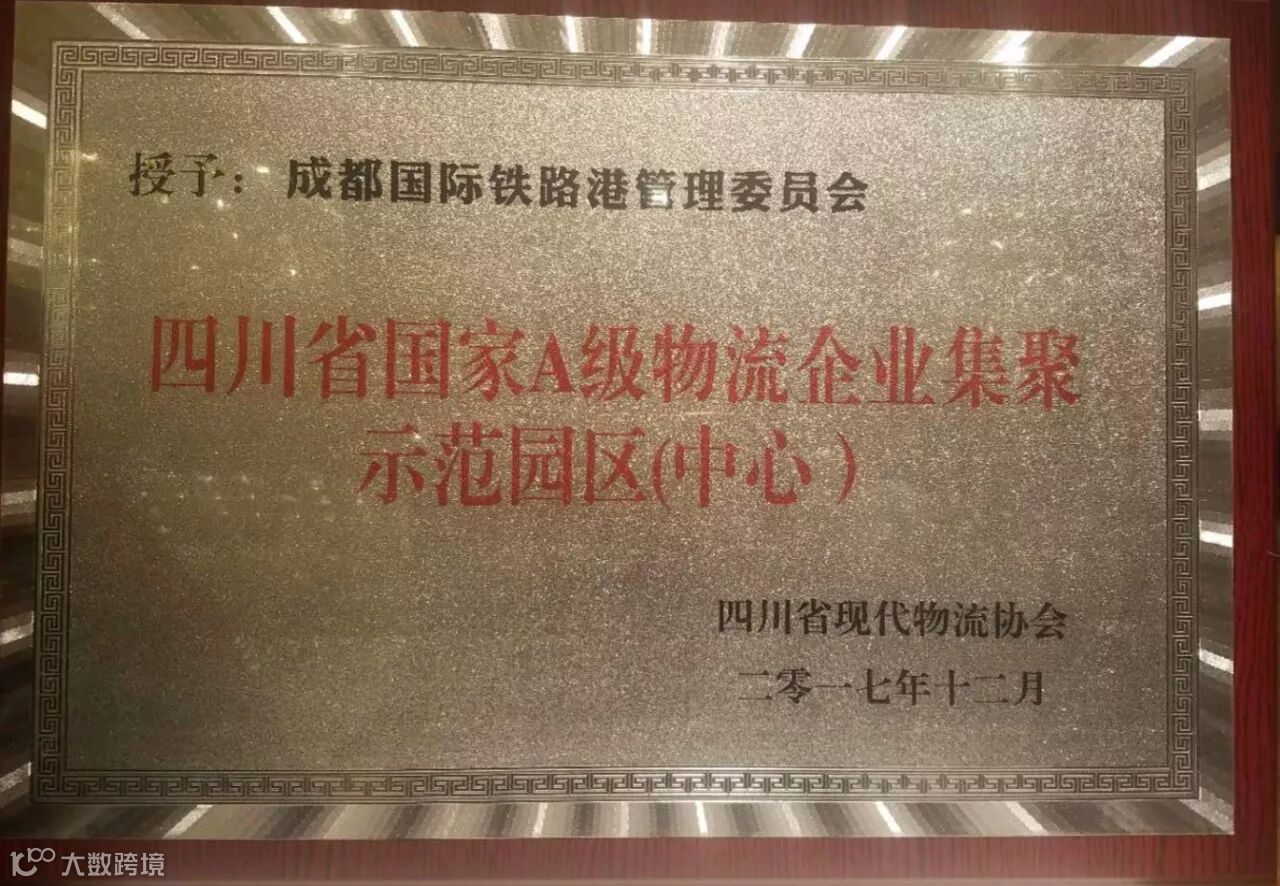 授予：成都国际铁路港管理委员会
四川省国家A级物流企业集聚
示范园区(中心）
四川省现代物流协会
二零一七年十二月
大数跨境